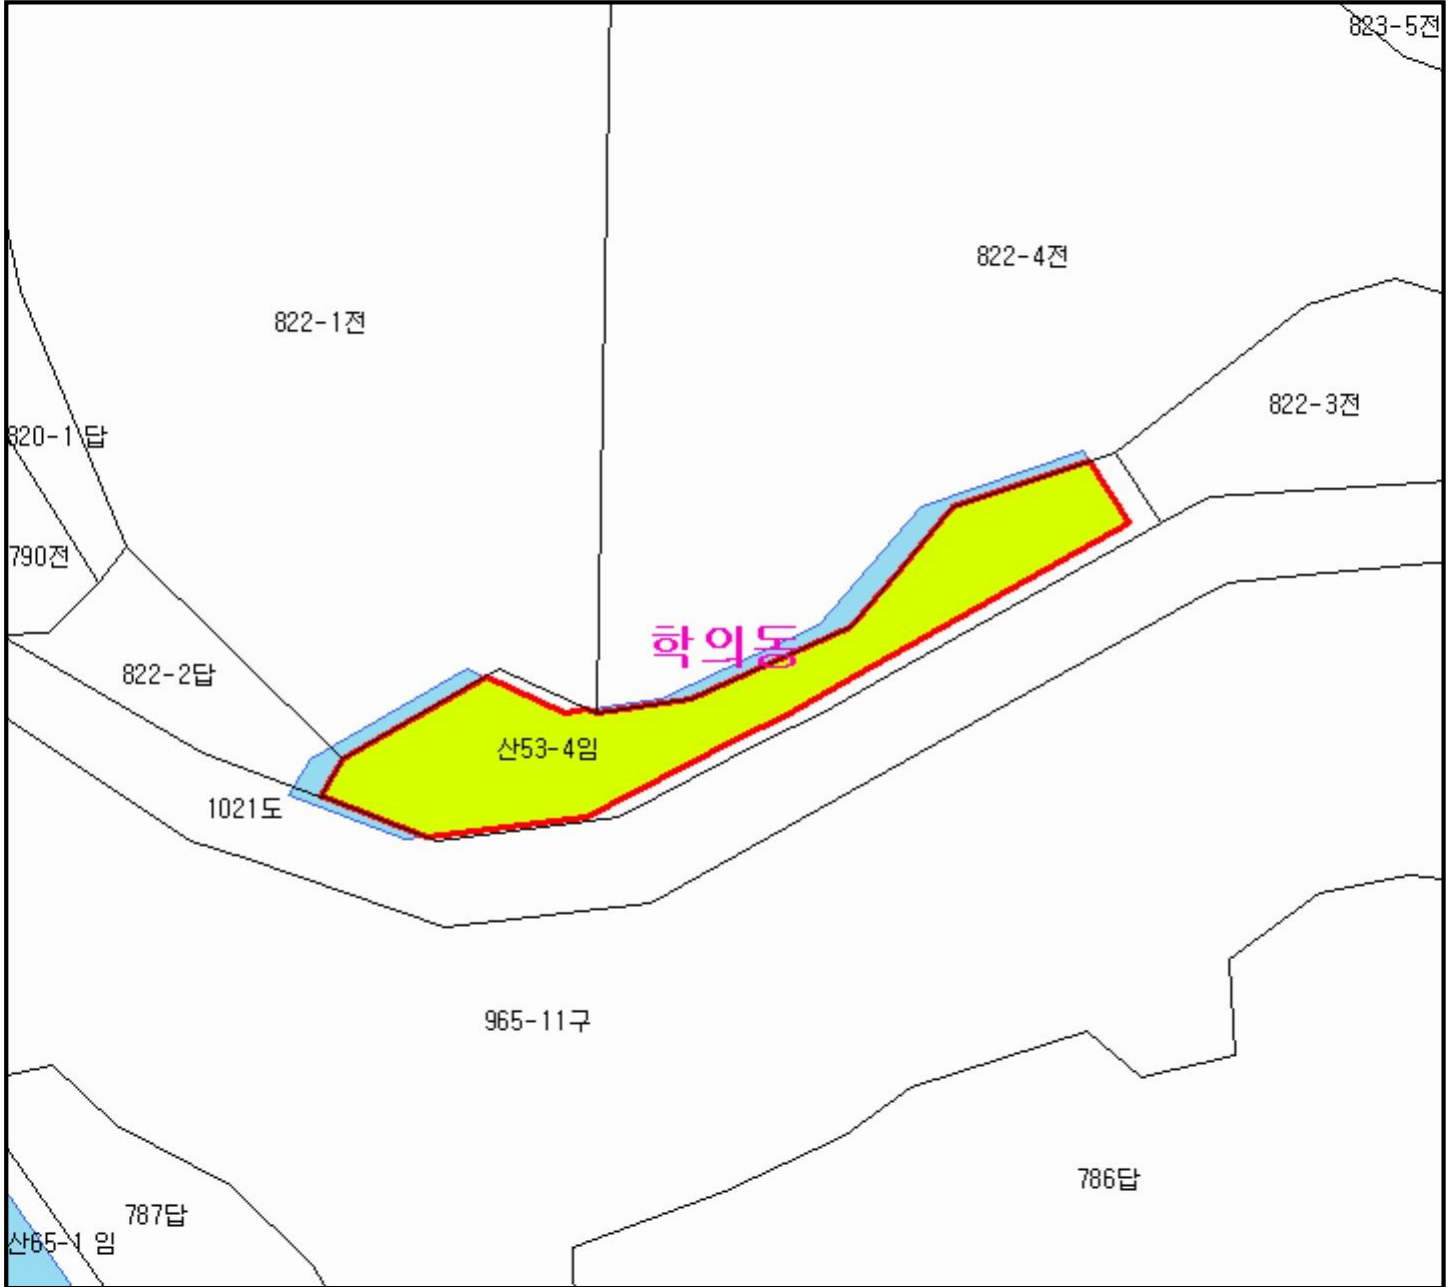 823-5전
822-4전
822-1전
822-3전
820-1 답
790전
학의동
822-2답
산53-4임
1021도
965-11구
786답
787답
산65-1 임